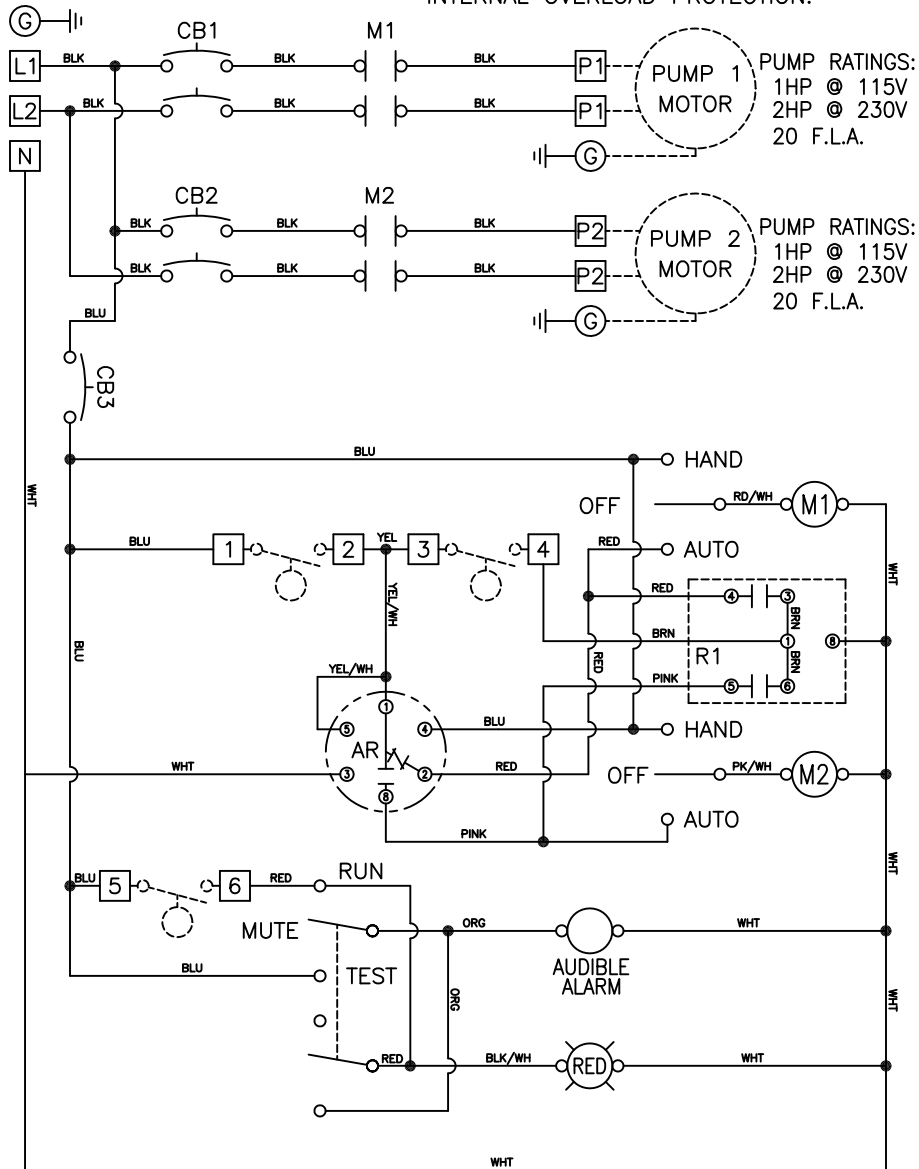 INTERNAL OVERLOAD PROTECTION.
G
CB1 M1
L1 BLK BLK BLK P1 PUMP 1 MOTOR
L2 BLK BLK BLK P1
N G
PUMP RATINGS:
1HP @ 115V
2HP @ 230V
20 F.L.A.
CB2 M2
BLK BLK BLK P2 PUMP 2 MOTOR
BLK BLK BLK P2
G
PUMP RATINGS:
1HP @ 115V
2HP @ 230V
20 F.L.A.
BLU
CB3
BLU HAND
WHT
OFF RD/WH M1
BLU 1 2 YEL 3 4 RED AUTO
WHT
YEL/WH
RED 4 3
BRN
BLU
BRN 1 8
RED
R1
BRN
YEL/WH
PINK 5 6
1
5 4 BLU HAND
AR
WHT 3 2 RED OFF PK/WH M2
8
PINK AUTO
BLU 5 6 RED RUN
WHT
MUTE ORG WHT
AUDIBLE
ALARM
BLU TEST
ORG
WHT
RED BLK/WH RED WHT
WHT